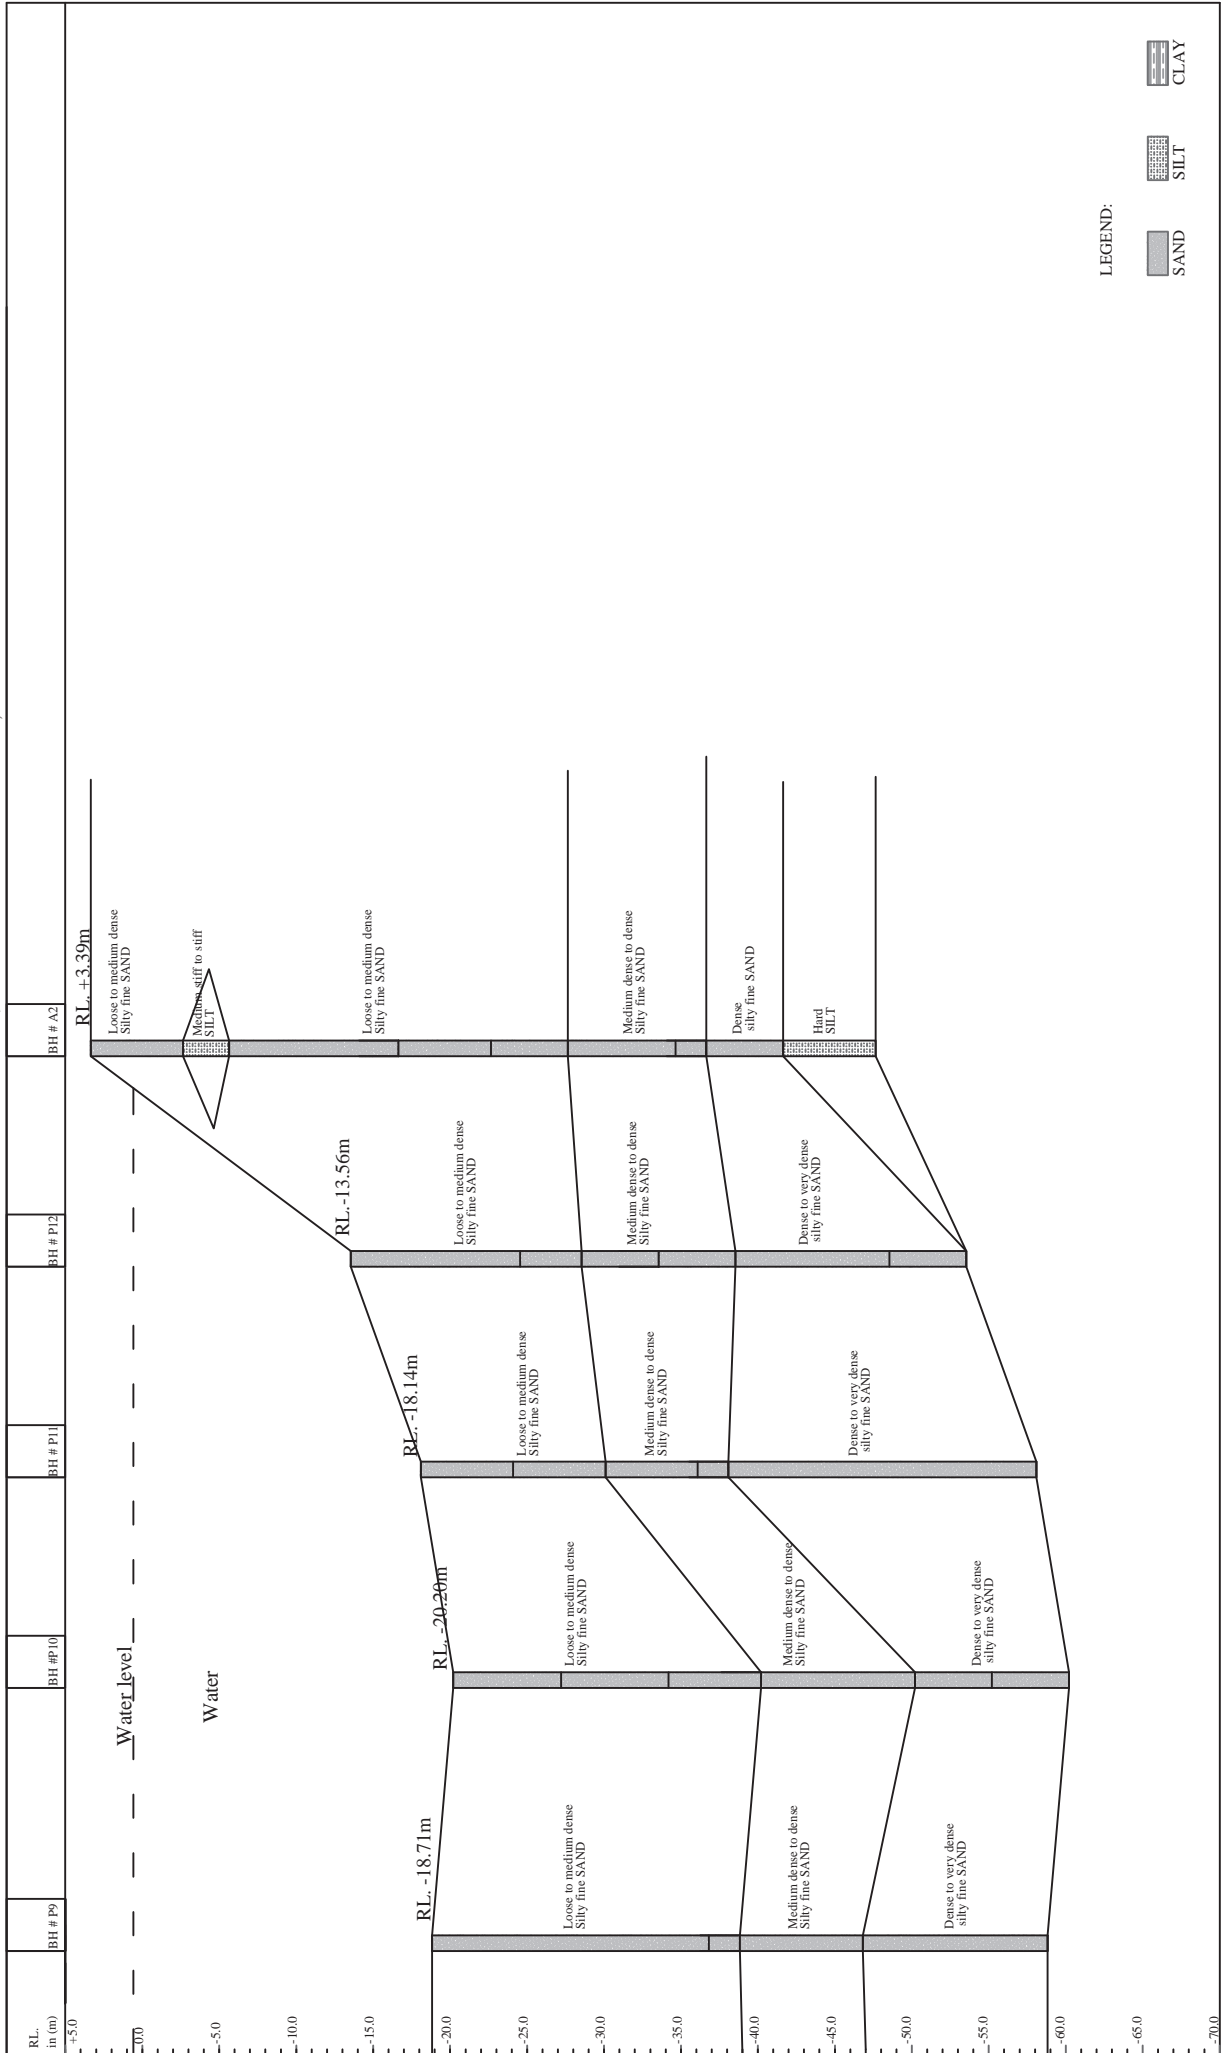 RL.
in (m)
BH # P9
BH #P10
BH # P11
BH # P12
BH # A2
+5.0
0.0
-5.0
-10.0
-15.0
-20.0
-25.0
-30.0
-35.0
-40.0
-45.0
-50.0
-55.0
-60.0
-65.0
-70.0
Water level
Water
RL. -18.71m
Loose to medium dense
Silty fine SAND
Medium dense to dense
Silty fine SAND
Dense to very dense
silty fine SAND
RL. -20.20m
Loose to medium dense
Silty fine SAND
Medium dense to dense
Silty fine SAND
Dense to very dense
silty fine SAND
RL. -18.14m
Loose to medium dense
Silty fine SAND
Medium dense to dense
Silty fine SAND
Dense to very dense
silty fine SAND
RL.-13.56m
Loose to medium dense
Silty fine SAND
Medium dense to dense
Silty fine SAND
Dense to very dense
silty fine SAND
RL. +3.39m
Loose to medium dense
Silty fine SAND
Medium stiff to stiff
SILT
Loose to medium dense
Silty fine SAND
Medium dense to dense
Silty fine SAND
Dense
silty fine SAND
Hard
SILT
LEGEND:
SAND
SILT
CLAY